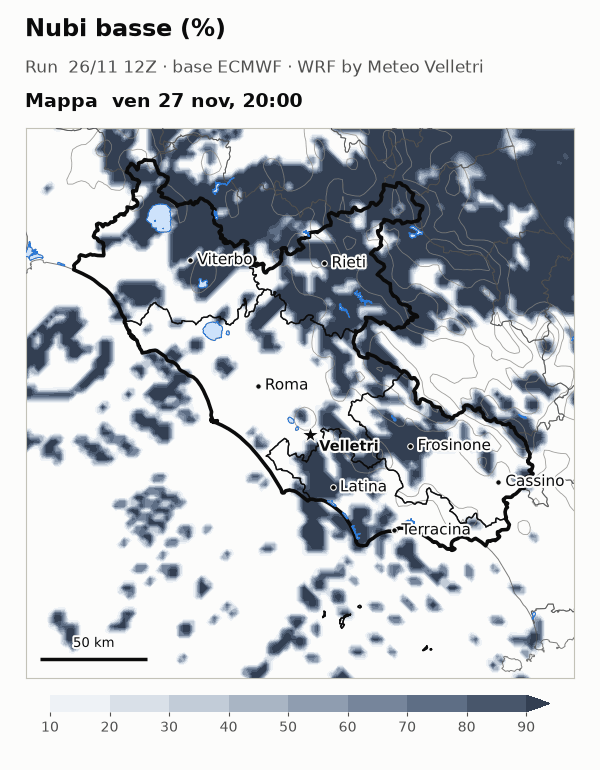 Nubi basse (%)
Run 26/11 12Z · base ECMWF · WRF by Meteo Velletri
Mappa ven 27 nov, 20:00
Viterbo
Rieti
Roma
Velletri
Frosinone
Latina
Cassino
Terracina
50 km
10 20 30 40 50 60 70 80 90